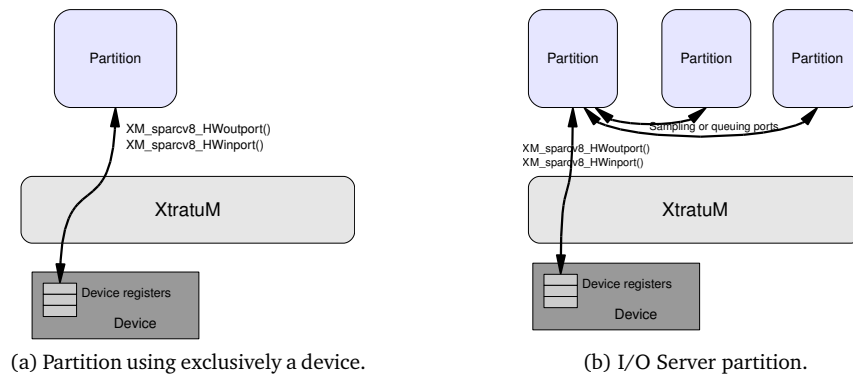 Partition
XM_sparcv8_HWoutport()
XM_sparcv8_HWinport()
XtratuM
Device registers
Device
(a) Partition using exclusively a device.
Partition
Partition
Partition
Sampling or queuing ports
XM_sparcv8_HWoutport()
XM_sparcv8_HWinport()
XtratuM
Device registers
Device
(b) I/O Server partition.